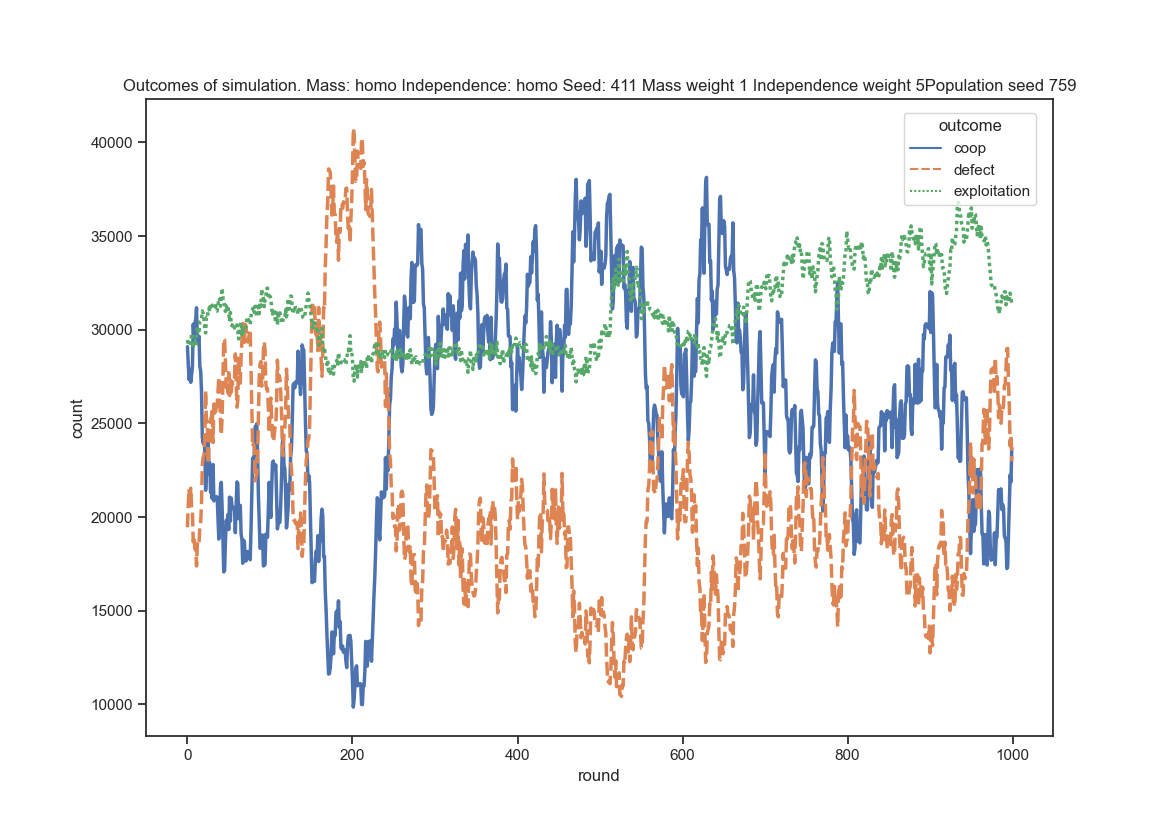 Outcomes of simulation. Mass: homo Independence: homo Seed: 411 Mass weight 1 Independence weight 5Population seed 759
outcome
coop
defect
exploitation
40000
35000
30000
25000
20000
15000
10000
count
0 200 400 600 800 1000
round